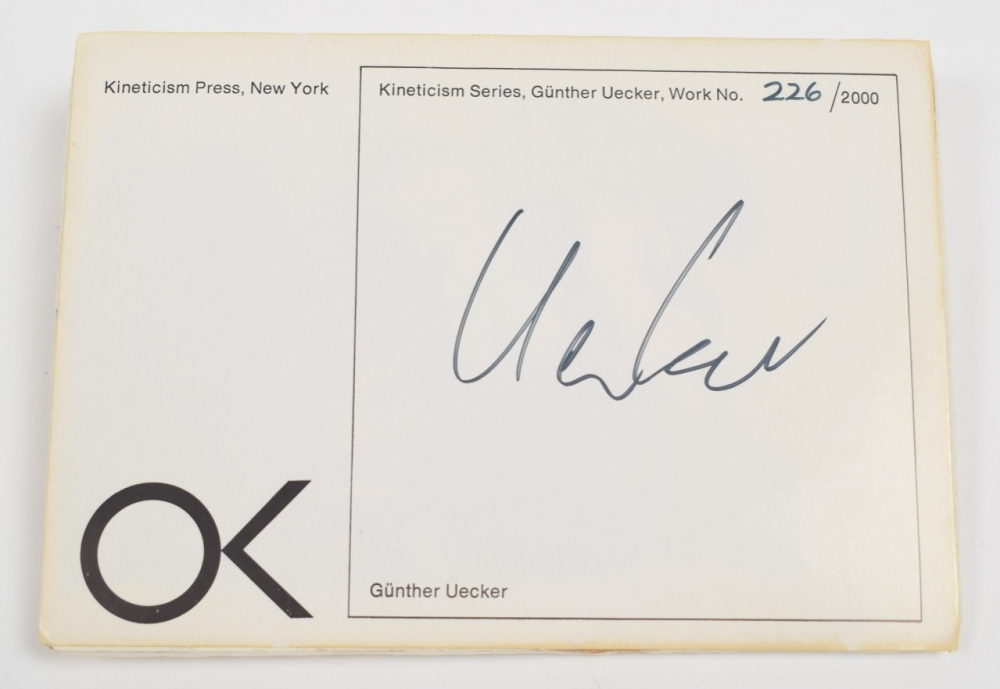 Kineticism Press, New York
Kineticism Series, Günther Uecker, Work No. 226/2000
Uecker
OK
Günther Uecker